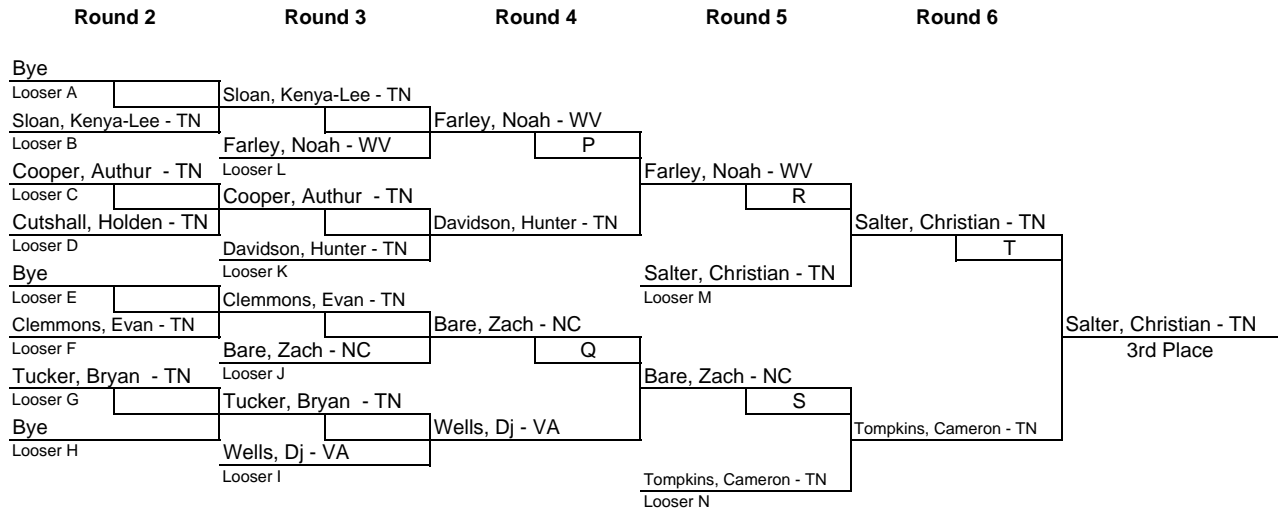 Round 2 Round 3 Round 4 Round 5 Round 6
Bye
Looser A
Sloan, Kenya-Lee - TN
Sloan, Kenya-Lee - TN
Farley, Noah - WV
Looser B
Farley, Noah - WV
P
Cooper, Authur - TN
Looser L
Farley, Noah - WV
Looser C
Cooper, Authur - TN
R
Cutshall, Holden - TN
Davidson, Hunter - TN
Salter, Christian - TN
Looser D
Davidson, Hunter - TN
T
Bye
Looser K
Salter, Christian - TN
Looser E
Clemmons, Evan - TN
Looser M
Clemmons, Evan - TN
Bare, Zach - NC
Salter, Christian - TN
Looser F
Bare, Zach - NC
Q
3rd Place
Tucker, Bryan - TN
Looser J
Bare, Zach - NC
Looser G
Tucker, Bryan - TN
S
Bye
Wells, Dj - VA
Tompkins, Cameron - TN
Looser H
Wells, Dj - VA
Looser I
Tompkins, Cameron - TN
Looser N